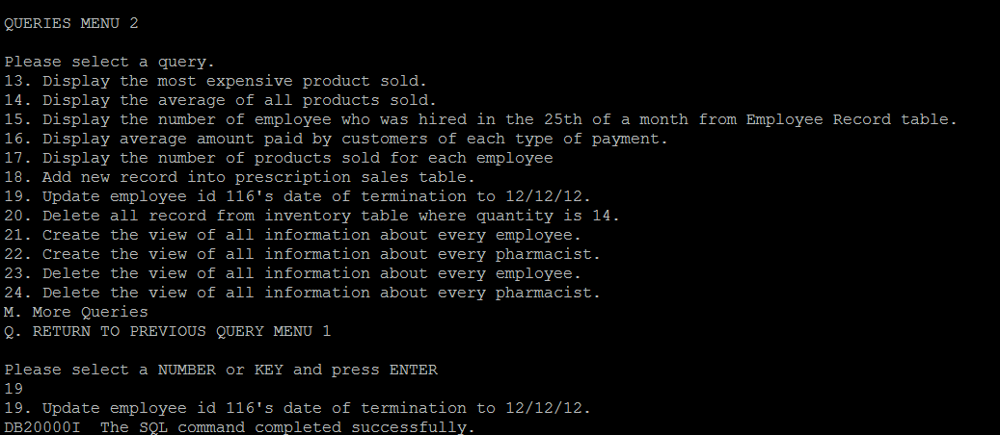 QUERIES MENU 2
Please select a query.
13. Display the most expensive product sold.
14. Display the average of all products sold.
15. Display the number of employee who was hired in the 25th of a month from Employee Record table.
16. Display average amount paid by customers of each type of payment.
17. Display the number of products sold for each employee
18. Add new record into prescription sales table.
19. Update employee id 116's date of termination to 12/12/12.
20. Delete all record from inventory table where quantity is 14.
21. Create the view of all information about every employee.
22. Create the view of all information about every pharmacist.
23. Delete the view of all information about every employee.
24. Delete the view of all information about every pharmacist.
M. More Queries
Q. RETURN TO PREVIOUS QUERY MENU 1
Please select a NUMBER or KEY and press ENTER
19
19. Update employee id 116's date of termination to 12/12/12.
DB20000I  The SQL command completed successfully.